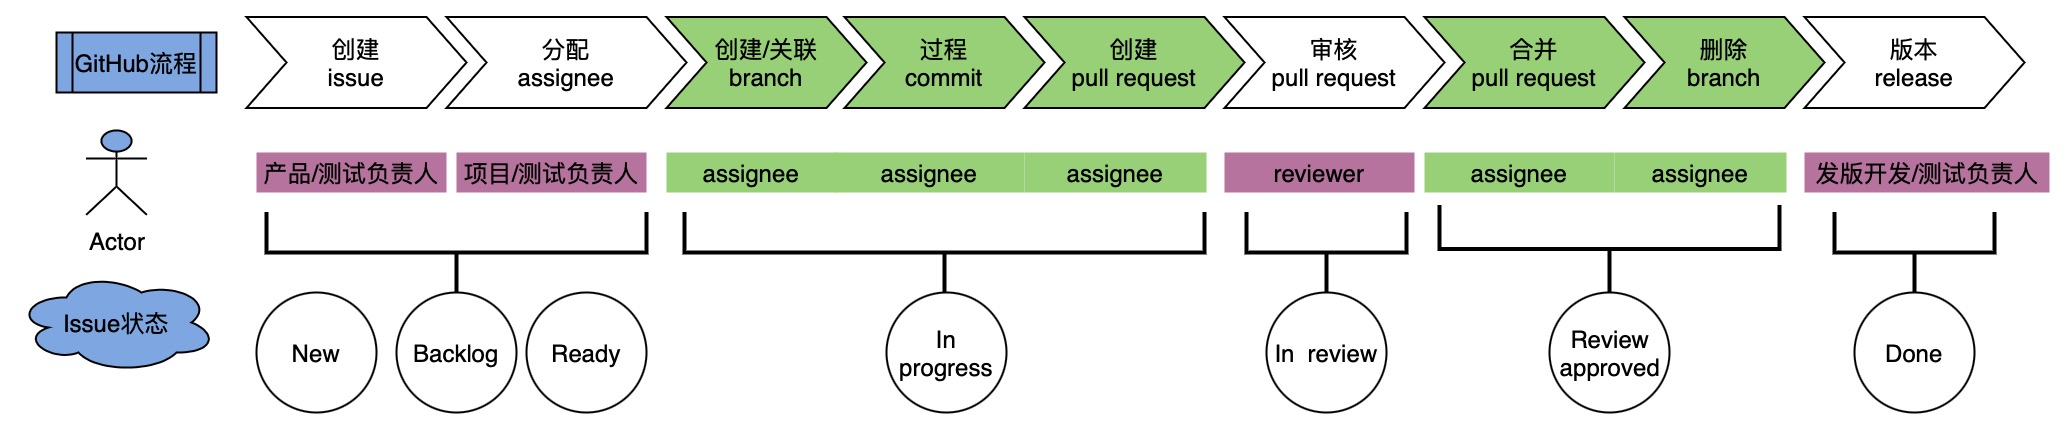 GitHub流程
创建
issue
分配
assignee
创建/关联
branch
过程
commit
创建
pull request
审核
pull request
合并
pull request
删除
branch
版本
release
Actor
产品/测试负责人
项目/测试负责人
assignee
assignee
assignee
reviewer
assignee
assignee
发版开发/测试负责人
Issue状态
New
Backlog
Ready
In
progress
In review
Review
approved
Done